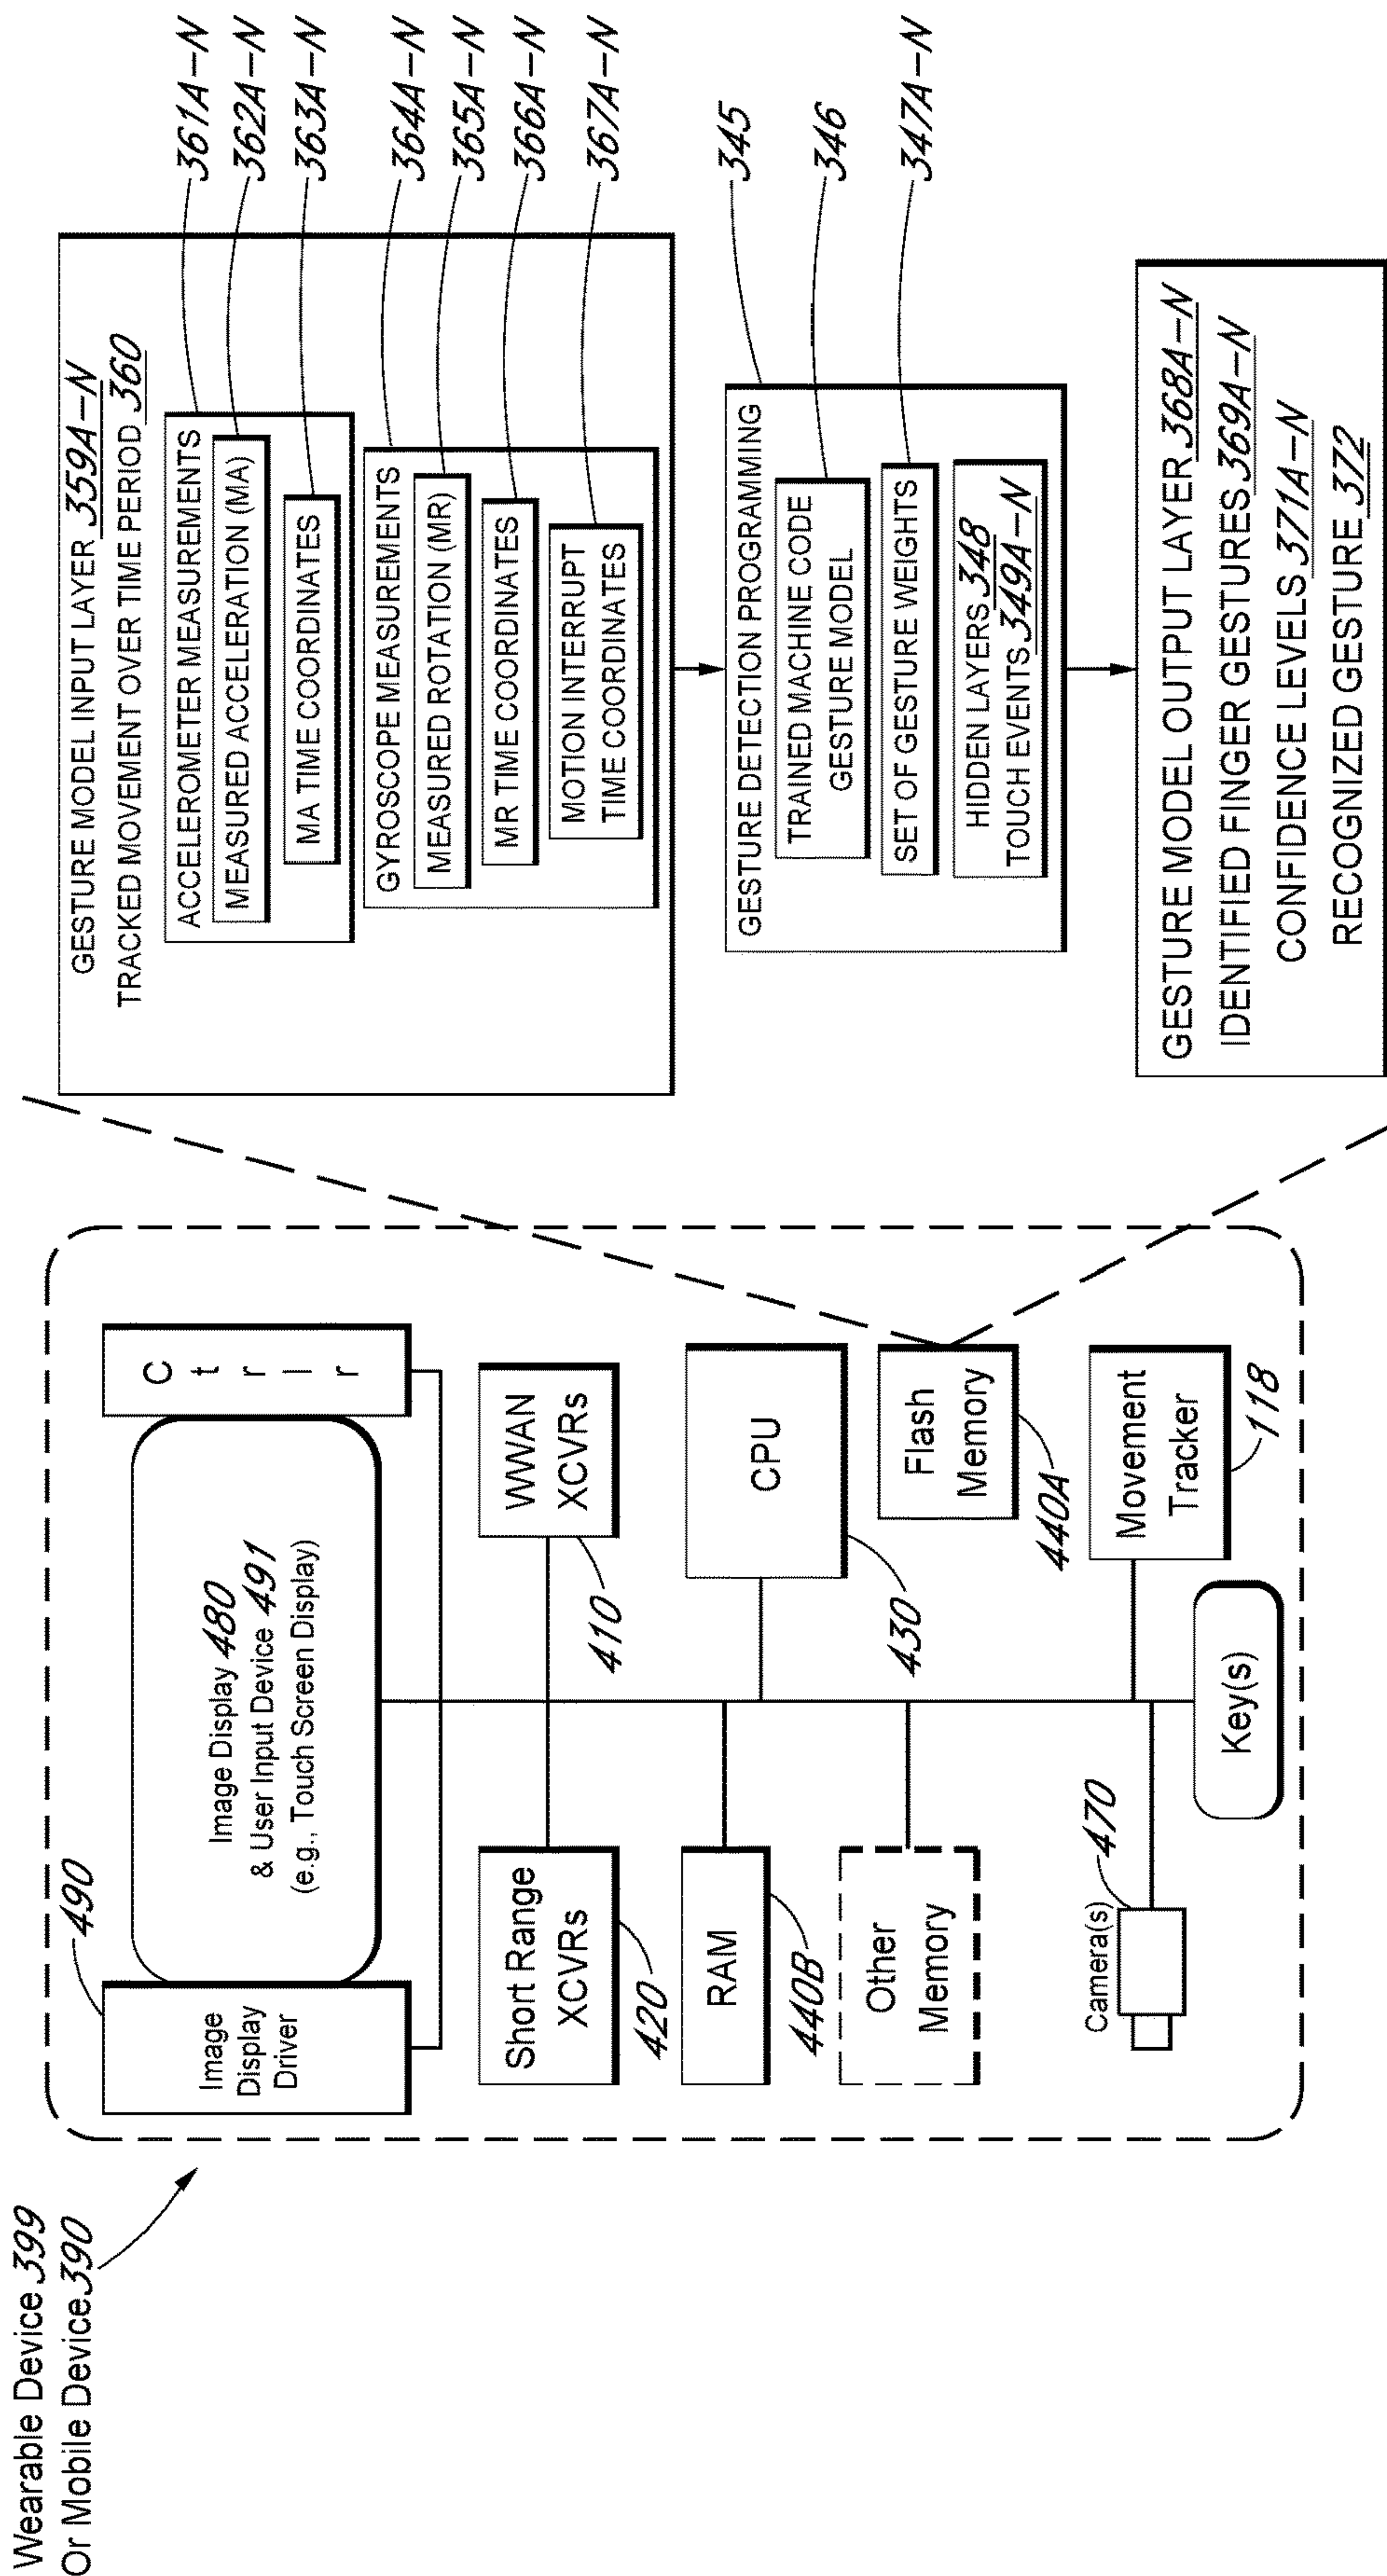 Wearable Device 399
Or Mobile Device 390
490
Image
Display
Driver
Image Display 480
& User Input Device 491
(e.g., Touch Screen Display)
C
t
r
l
r
Short Range
XCVRs
420
WWAN
XCVRs
410
RAM
440B
CPU
430
Other
Memory
Flash
Memory
440A
Camera(s)
470
Movement
Tracker
118
Key(s)
GESTURE MODEL INPUT LAYER 359A-N
TRACKED MOVEMENT OVER TIME PERIOD 360
ACCELEROMETER MEASUREMENTS
361A-N
MEASURED ACCELERATION (MA)
362A-N
MA TIME COORDINATES
363A-N
GYROSCOPE MEASUREMENTS
364A-N
MEASURED ROTATION (MR)
365A-N
MR TIME COORDINATES
366A-N
MOTION INTERRUPT
TIME COORDINATES
367A-N
GESTURE DETECTION PROGRAMMING
345
TRAINED MACHINE CODE
GESTURE MODEL
346
SET OF GESTURE WEIGHTS
347A-N
HIDDEN LAYERS 348
TOUCH EVENTS 349A-N
GESTURE MODEL OUTPUT LAYER 368A-N
IDENTIFIED FINGER GESTURES 369A-N
CONFIDENCE LEVELS 371A-N
RECOGNIZED GESTURE 372